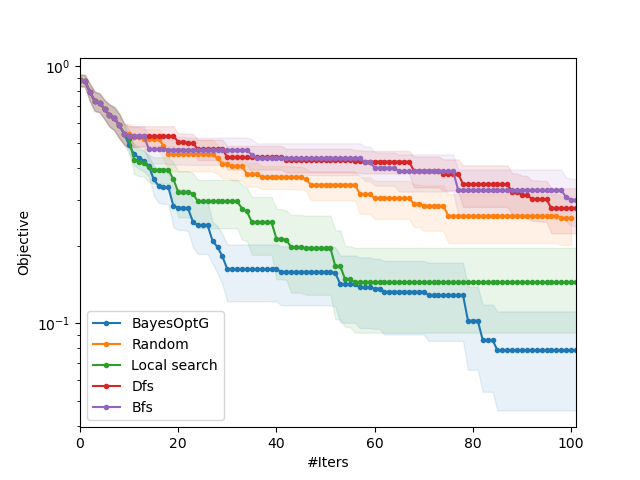 10⁰
10⁻¹
Objective
0 20 40 60 80 100
#Iters
BayesOptG
Random
Local search
Dfs
Bfs